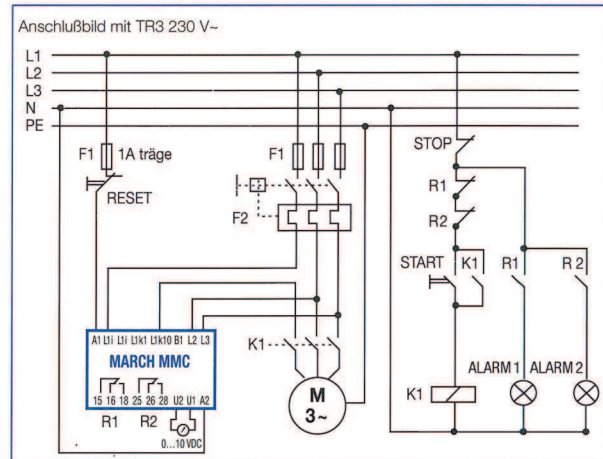 Anschlußbild mit TR3 230 V~
L1
L2
L3
N
PE
F1 1A träge
F1
STOP
RESET
R1
F2
R2
START K1 R1 R 2
A1 L1i L1i L1k1 L1k10 B1 L2 L3
K1
MARCH MMC
15 16 18 25 26 28 U2 U1 A2
R1 R2
0...10 VDC
M
3~
ALARM 1 ALARM 2
K1